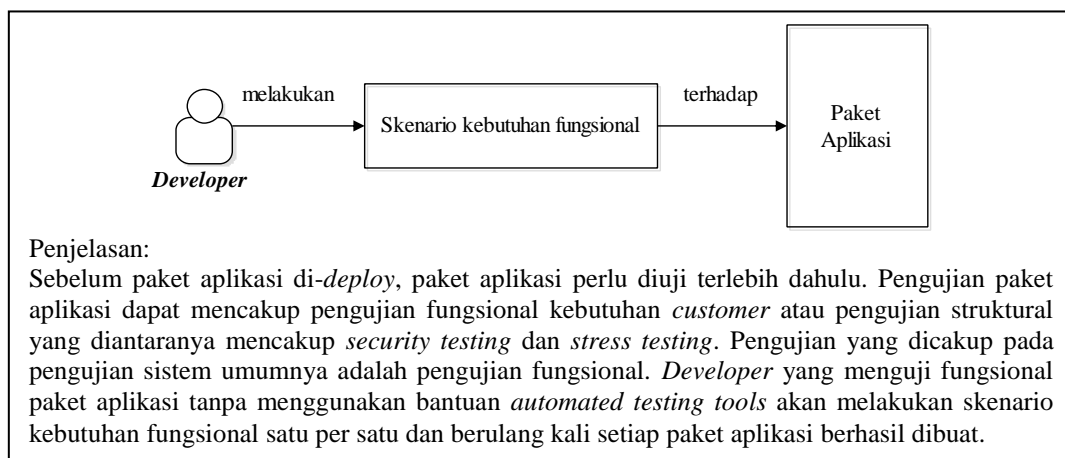 melakukan
terhadap
Skenario kebutuhan fungsional
Paket
Aplikasi
Developer
Penjelasan:
Sebelum paket aplikasi di-deploy, paket aplikasi perlu diuji terlebih dahulu. Pengujian paket
aplikasi dapat mencakup pengujian fungsional kebutuhan customer atau pengujian struktural
yang diantaranya mencakup security testing dan stress testing. Pengujian yang dicakup pada
pengujian sistem umumnya adalah pengujian fungsional. Developer yang menguji fungsional
paket aplikasi tanpa menggunakan bantuan automated testing tools akan melakukan skenario
kebutuhan fungsional satu per satu dan berulang kali setiap paket aplikasi berhasil dibuat.